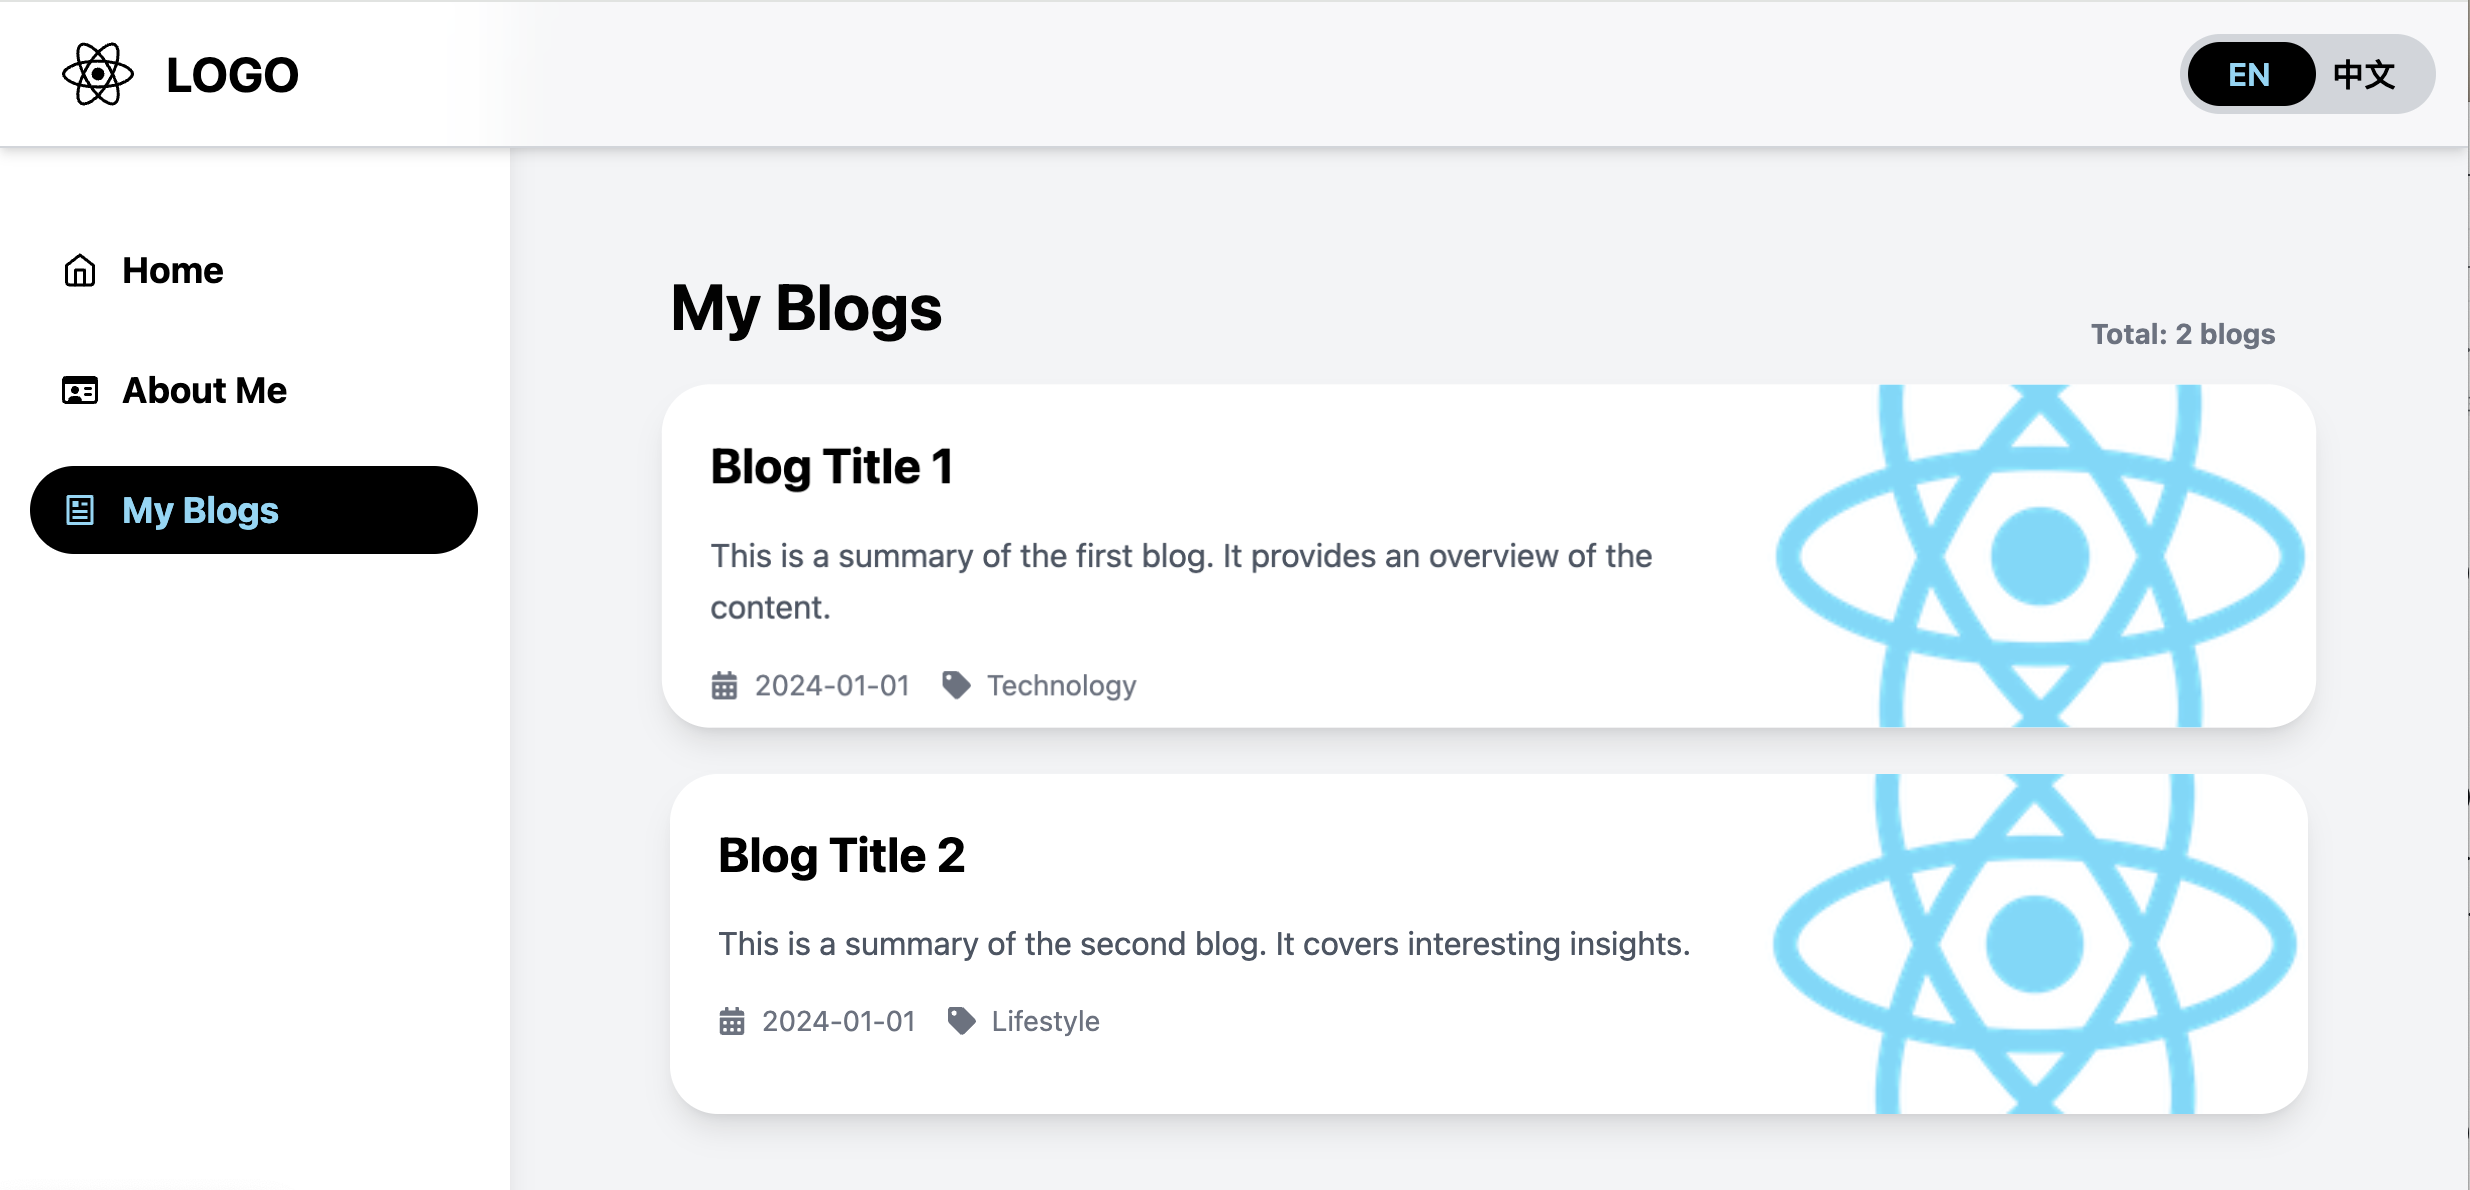 LOGO
EN 中文
Home
About Me
My Blogs
My Blogs
Total: 2 blogs
Blog Title 1
This is a summary of the first blog. It provides an overview of the
content.
2024-01-01 Technology
Blog Title 2
This is a summary of the second blog. It covers interesting insights.
2024-01-01 Lifestyle